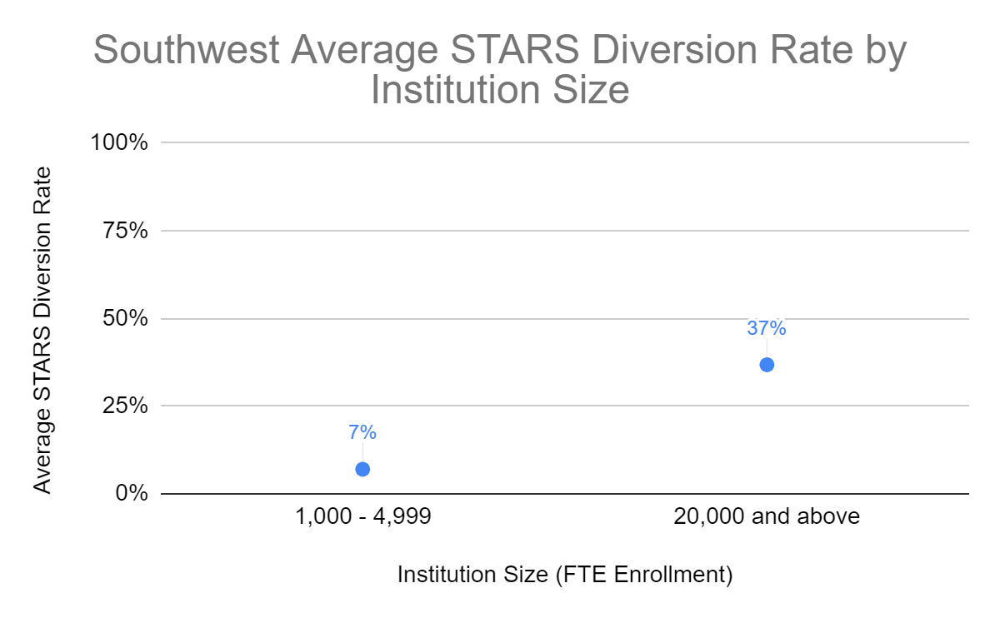 Southwest Average STARS Diversion Rate by
Institution Size
Average STARS Diversion Rate
100%
75%
50%
25%
0%
7%
37%
1,000 - 4,999
20,000 and above
Institution Size (FTE Enrollment)